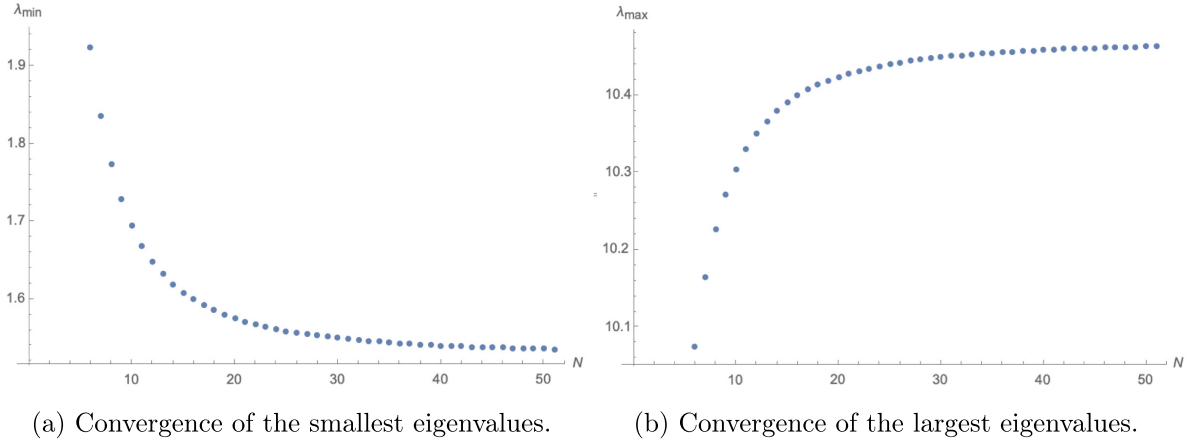 λmin
1.9
1.8
1.7
1.6
10 20 30 40 50
N
λmax
10.4
10.3
10.2
10.1
10 20 30 40 50
N
(a) Convergence of the smallest eigenvalues.
(b) Convergence of the largest eigenvalues.